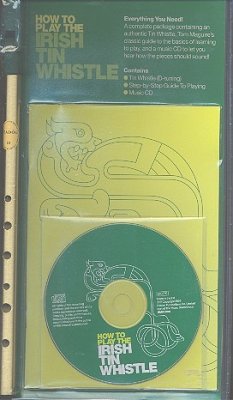 HOW TO
PLAY THE
IRISH
TIN
WHISTLE
Everything You Need!
A complete package containing an
authentic Tin Whistle, Tom Maguire's
classic guide to the basics of learning
to play, and a music CD to let you
hear how the pieces should sound!
Contains
● Tin Whistle (D-tuning)
● Step-by-Step Guide To Playing
● Music CD
HOW TO
PLAY THE
IRISH
TIN
WHISTLE